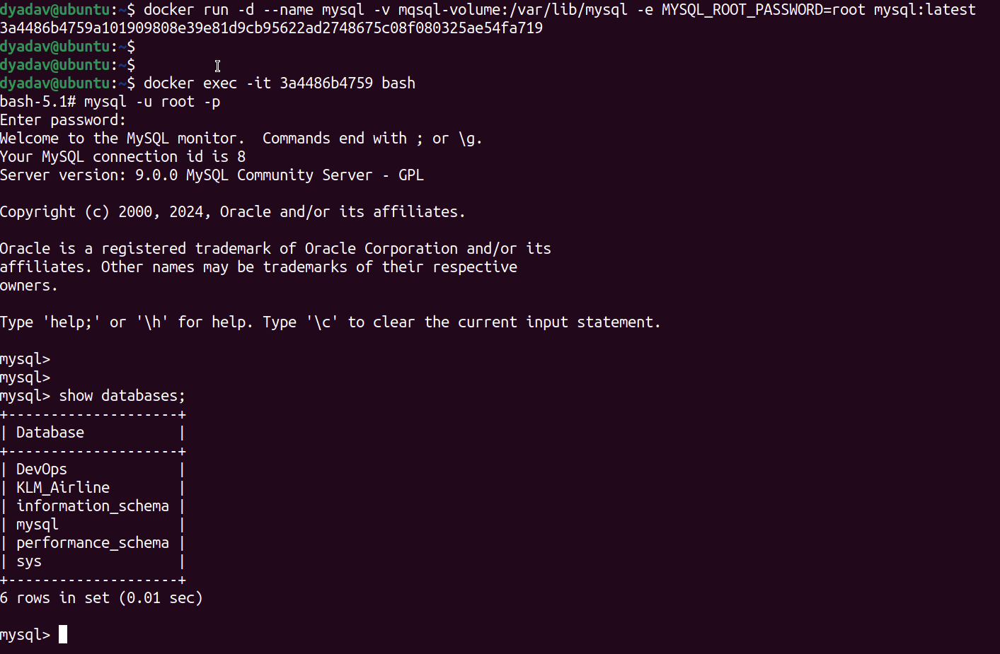 dyadav@ubuntu:~$ docker run -d --name mysql -v mqsql-volume:/var/lib/mysql -e MYSQL_ROOT_PASSWORD=root mysql:latest
3a4486b4759a101909808e39e81d9cb95622ad2748675c08f080325ae54fa719
dyadav@ubuntu:~$
dyadav@ubuntu:~$
dyadav@ubuntu:~$ docker exec -it 3a4486b4759 bash
bash-5.1# mysql -u root -p
Enter password:
Welcome to the MySQL monitor.  Commands end with ; or \g.
Your MySQL connection id is 8
Server version: 9.0.0 MySQL Community Server - GPL

Copyright (c) 2000, 2024, Oracle and/or its affiliates.

Oracle is a registered trademark of Oracle Corporation and/or its
affiliates. Other names may be trademarks of their respective
owners.

Type 'help;' or '\h' for help. Type '\c' to clear the current input statement.

mysql>
mysql>
mysql> show databases;
+--------------------+
| Database           |
+--------------------+
| DevOps             |
| KLM_Airline        |
| information_schema |
| mysql              |
| performance_schema |
| sys                |
+--------------------+
6 rows in set (0.01 sec)

mysql>